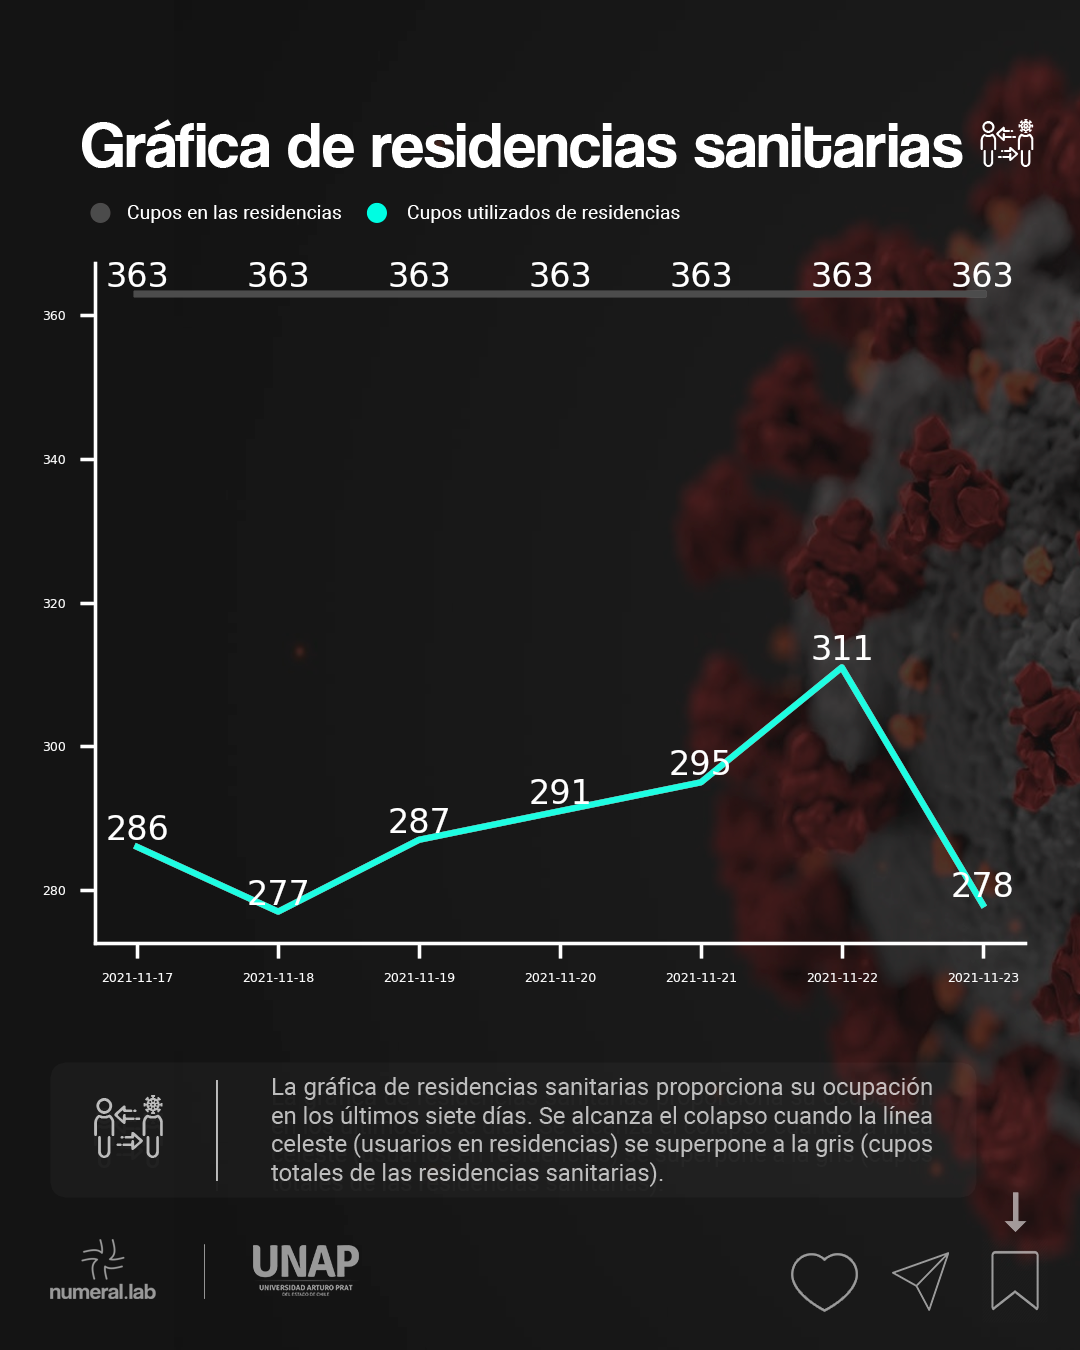 Gráfica de residencias sanitarias
Cupos en las residencias
Cupos utilizados de residencias
363 363 363 363 363 363 363
360
340
320
311
300
295
291
287
286
280
277
278
2021-11-17 2021-11-18 2021-11-19 2021-11-20 2021-11-21 2021-11-22 2021-11-23
La gráfica de residencias sanitarias proporciona su ocupación
en los últimos siete días. Se alcanza el colapso cuando la línea
celeste (usuarios en residencias) se superpone a la gris (cupos
totales de las residencias sanitarias).
numeral.lab
UNAP
UNIVERSIDAD ARTURO PRAT
DEL ESTADO DE CHILE